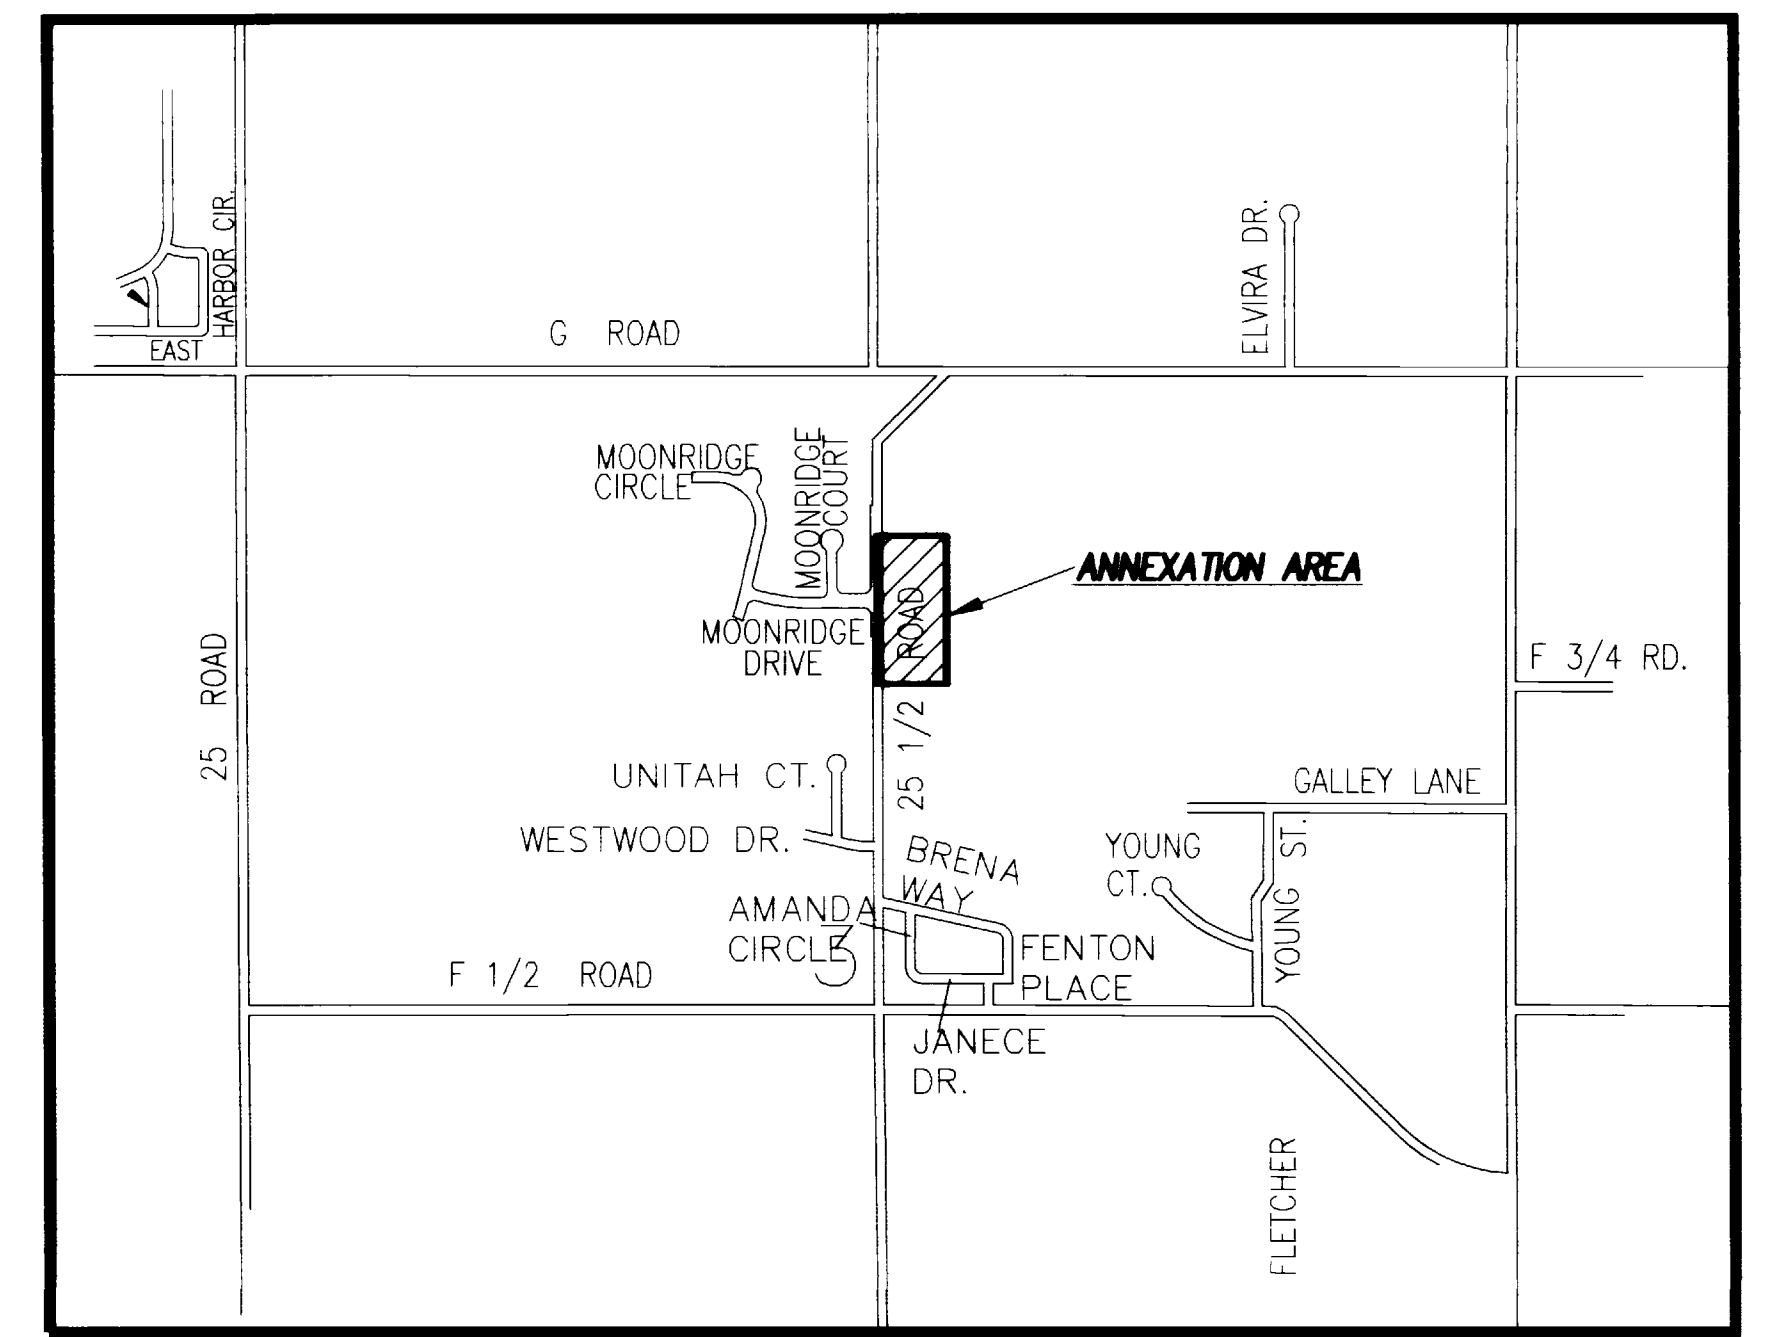 HARBOR CIR.
EAST
G ROAD
ELVIRA DR.
MOONRIDGE
CIRCLE
MOONRIDGE
COURT
ANNEXATION AREA
MOONRIDGE
DRIVE
25 ROAD
F 3/4 RD.
25 1/2 ROAD
UNITAH CT.
GALLEY LANE
WESTWOOD DR.
BRENA
WAY
YOUNG
CT.
YOUNG ST.
AMANDA
CIRCLE
FENTON
PLACE
F 1/2 ROAD
3
JANECE
DR.
FLETCHER